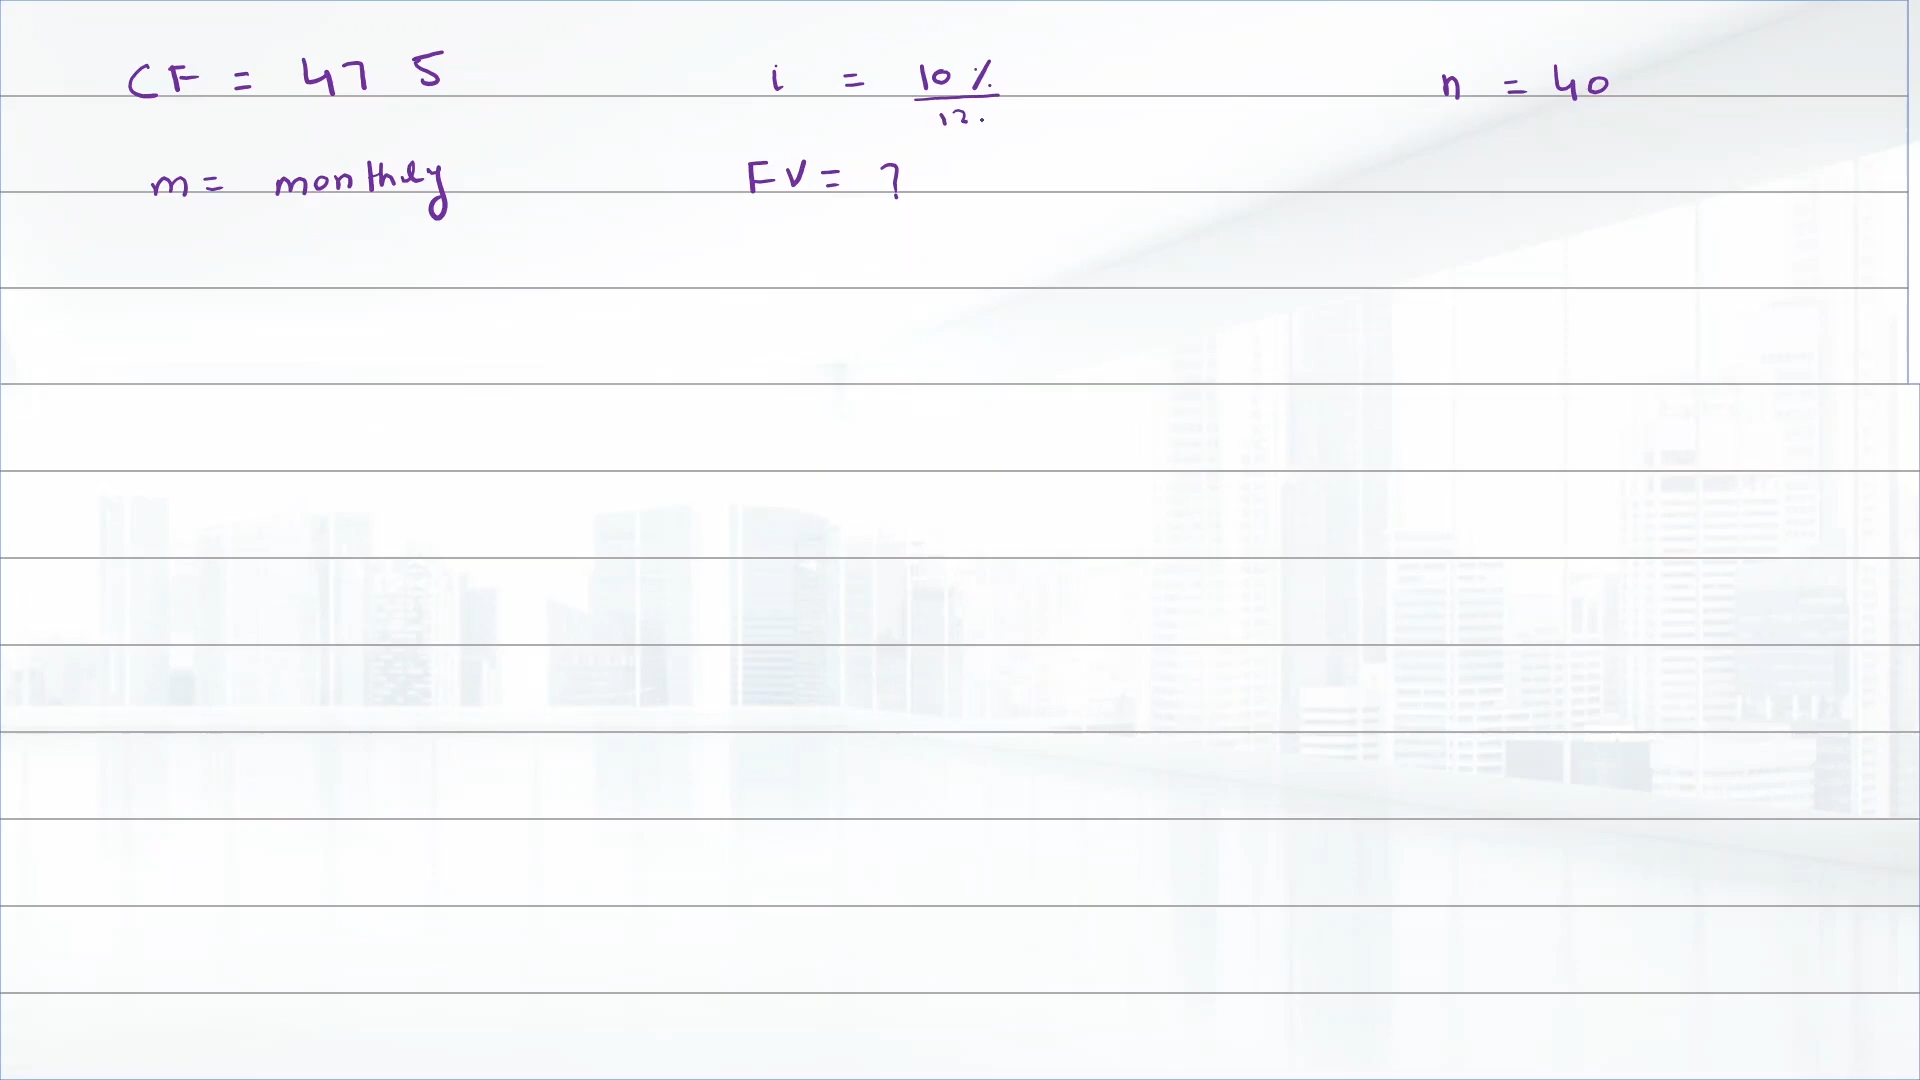 CF = 475 i = 10% / 12. n = 40
m = monthly FV = ?